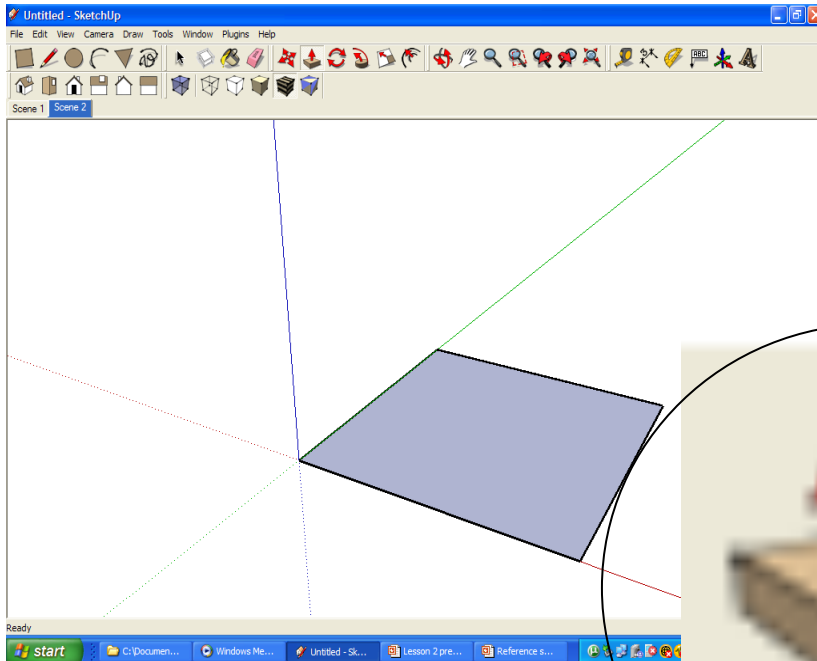 Untitled - SketchUp
File Edit View Camera Draw Tools Window Plugins Help
ABC
Scene 1 Scene 2
Ready
start C:\Documen... Windows Me... Untitled - Sk... Lesson 2 pre... Reference s...